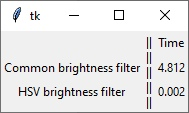 tk
|| Time
Common brightness filter || 4.812
HSV brightness filter || 0.002
||